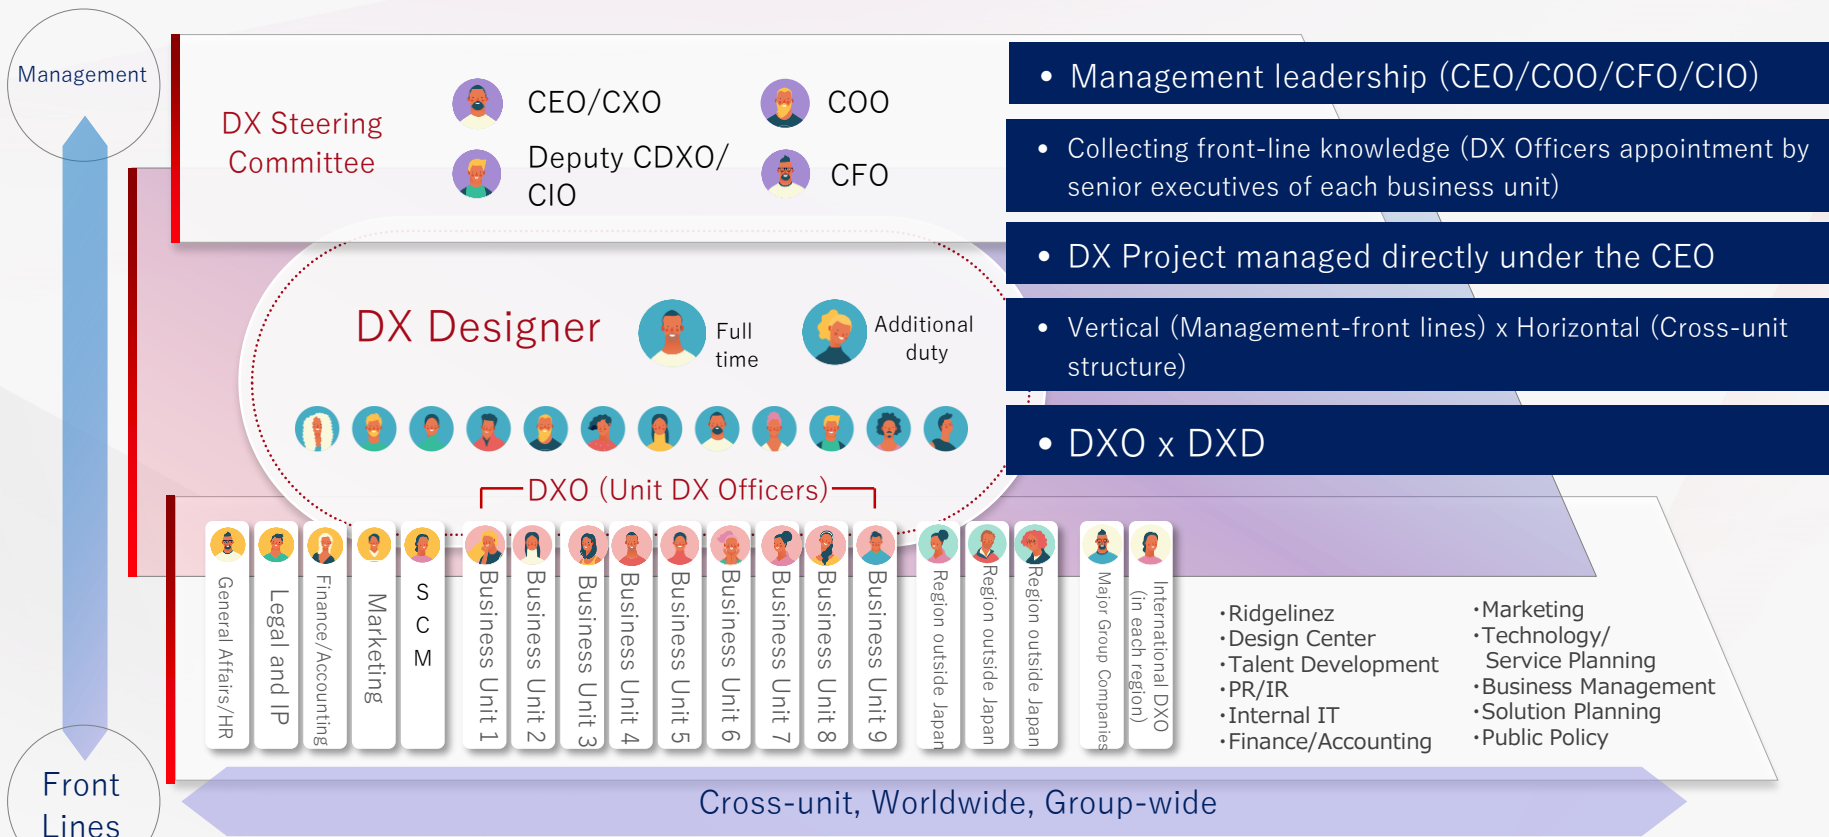 Management
DX Steering
Committee
CEO/CXO
COO
Deputy CDXO/
CIO
CFO
• Management leadership (CEO/COO/CFO/CIO)
• Collecting front-line knowledge (DX Officers appointment by
senior executives of each business unit)
• DX Project managed directly under the CEO
• Vertical (Management-front lines) x Horizontal (Cross-unit
structure)
• DXO x DXD
DX Designer
Full
time
Additional
duty
DXO (Unit DX Officers)
General Affairs/HR
Legal and IP
Finance/Accounting
Marketing
S
C
M
Business Unit 1
Business Unit 2
Business Unit 3
Business Unit 4
Business Unit 5
Business Unit 6
Business Unit 7
Business Unit 8
Business Unit 9
Region outside Japan
Region outside Japan
Region outside Japan
Major Group Companies
International DXO
(in each region)
・Ridgelinez
・Design Center
・Talent Development
・PR/IR
・Internal IT
・Finance/Accounting
・Marketing
・Technology/
Service Planning
・Business Management
・Solution Planning
・Public Policy
Front
Lines
Cross-unit, Worldwide, Group-wide